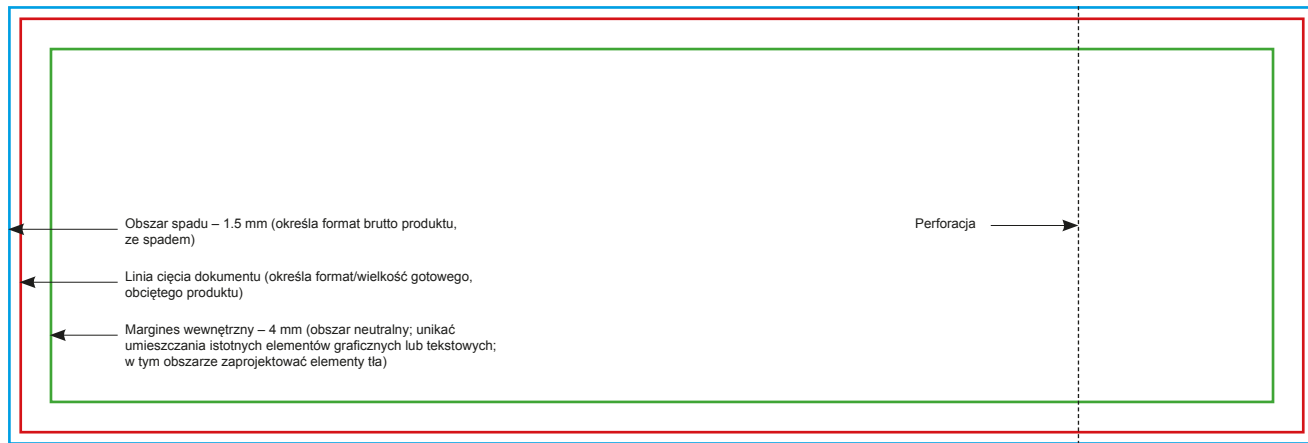 Obszar spadu – 1.5 mm (określa format brutto produktu,
ze spadem)
Perforacja
Linia cięcia dokumentu (określa format/wielkość gotowego,
obciętego produktu)
Margines wewnętrzny – 4 mm (obszar neutralny; unikać
umieszczania istotnych elementów graficznych lub tekstowych;
w tym obszarze zaprojektować elementy tła)